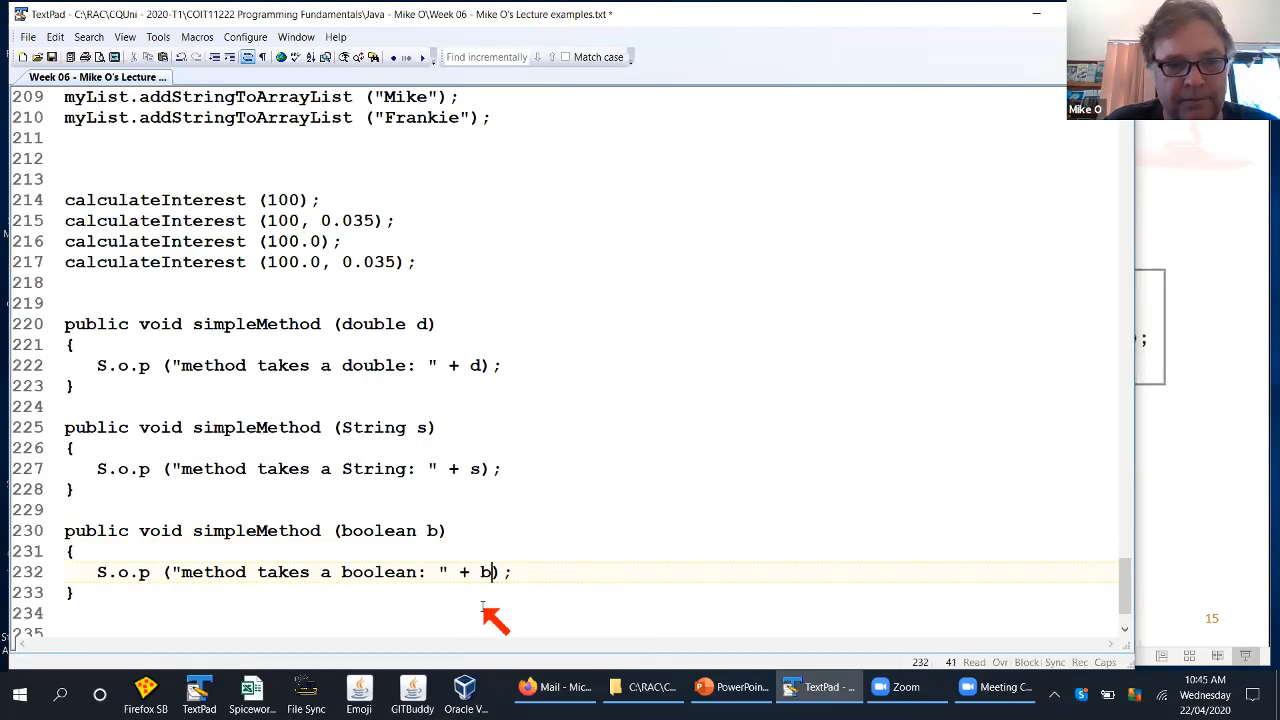 TextPad - C:\RAC\CQUni - 2020-T1\COIT11222 Programming Fundamentals\Java - Mike O\Week 06 - Mike O's Lecture examples.txt *
File Edit Search View Tools Macros Configure Window Help
Find incrementally Match case
Week 06 - Mike O's Lecture ...
Mike O
209 myList.addStringToArrayList ("Mike");
210 myList.addStringToArrayList ("Frankie");
211
212
213
214 calculateInterest (100);
215 calculateInterest (100, 0.035);
216 calculateInterest (100.0);
217 calculateInterest (100.0, 0.035);
218
219
220 public void simpleMethod (double d)
221 {
222 S.o.p ("method takes a double: " + d);
223 }
224
225 public void simpleMethod (String s)
226 {
227 S.o.p ("method takes a String: " + s);
228 }
229
230 public void simpleMethod (boolean b)
231 {
232 S.o.p ("method takes a boolean: " + b);
233 }
234
235
15
232 41 Read Ovr Block Sync Rec Caps
Firefox SB TextPad Spicewor... File Sync Emoji GITBuddy Oracle V... Mail - Mic... C:\RAC\C... PowerPoin... TextPad - ... Zoom Meeting C...
10:45 AM
Wednesday
22/04/2020